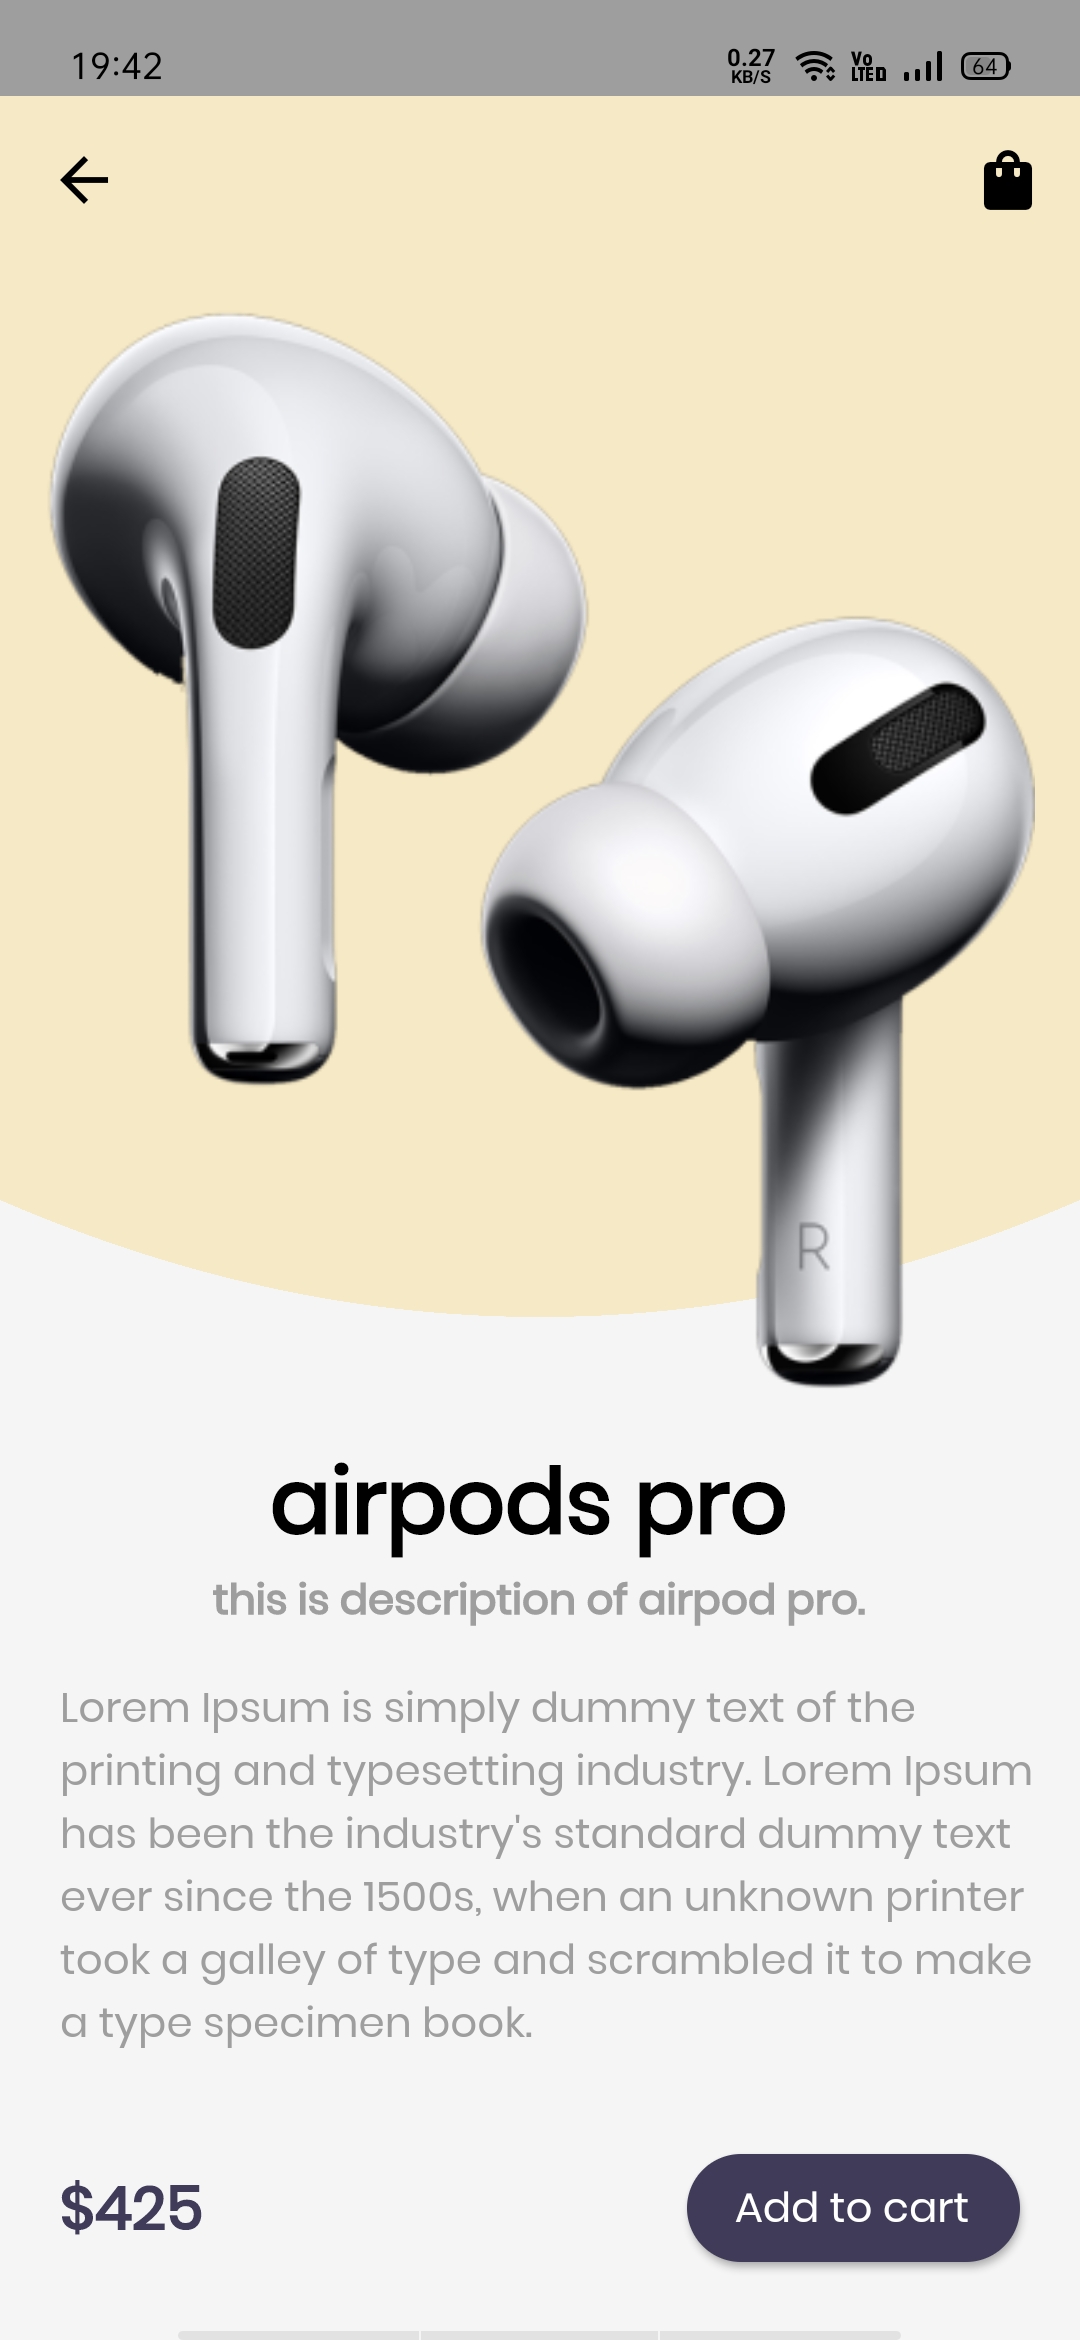 19:42
0.27
KB/S
Vo
LTE
64
R
airpods pro
this is description of airpod pro.
Lorem Ipsum is simply dummy text of the
printing and typesetting industry. Lorem Ipsum
has been the industry's standard dummy text
ever since the 1500s, when an unknown printer
took a galley of type and scrambled it to make
a type specimen book.
$425
Add to cart